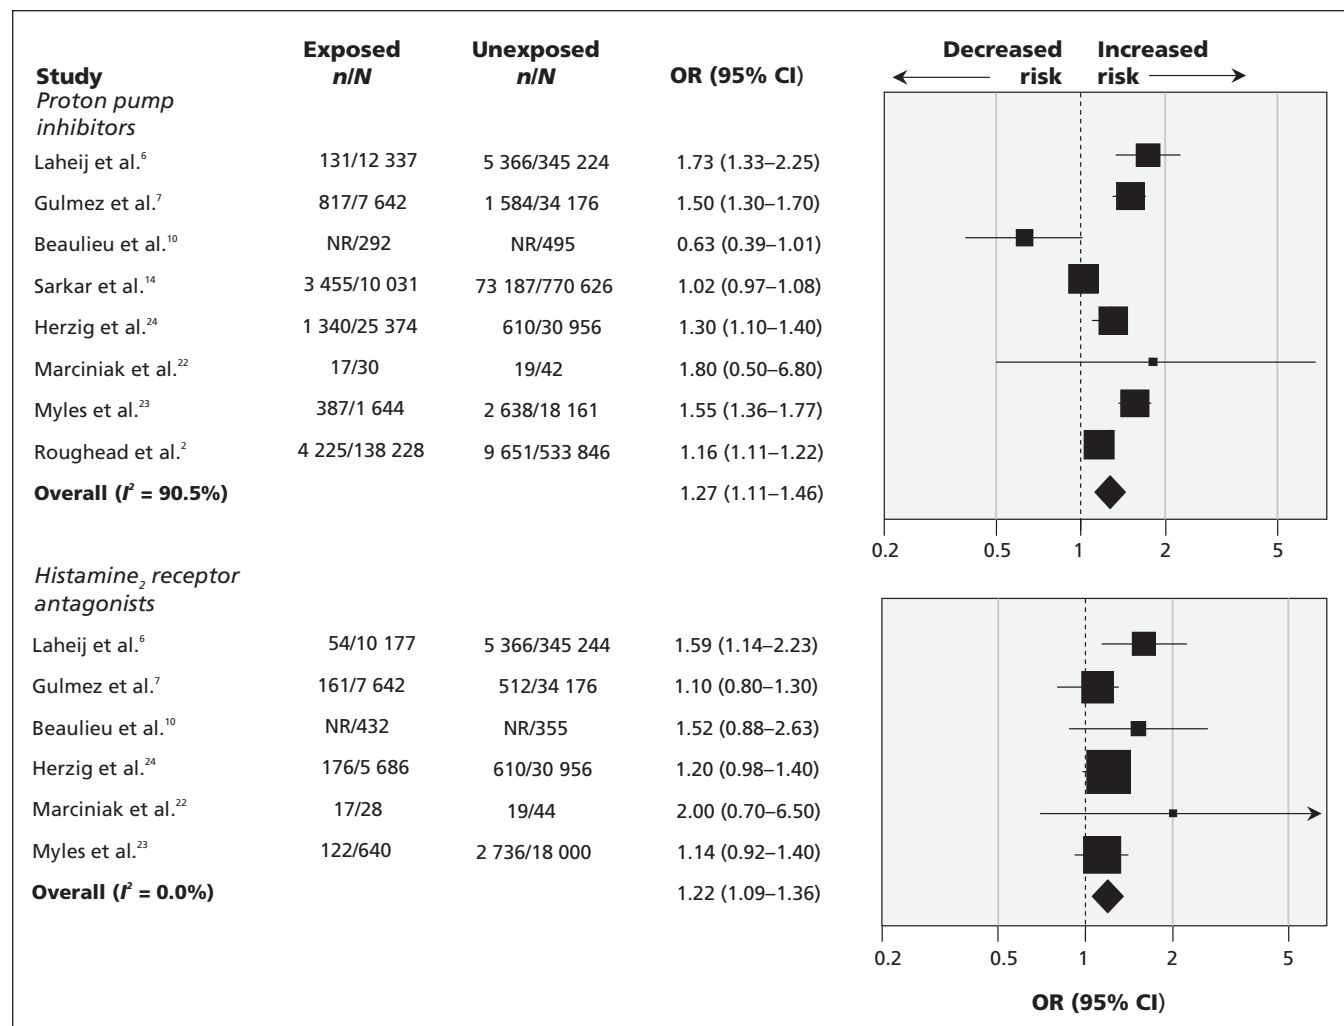 Exposed Unexposed Decreased Increased
Study n/N n/N OR (95% CI) risk risk
Proton pump
inhibitors
Laheij et al.⁶ 131/12 337 5 366/345 224 1.73 (1.33–2.25)
Gulmez et al.⁷ 817/7 642 1 584/34 176 1.50 (1.30–1.70)
Beaulieu et al.¹⁰ NR/292 NR/495 0.63 (0.39–1.01)
Sarkar et al.¹⁴ 3 455/10 031 73 187/770 626 1.02 (0.97–1.08)
Herzig et al.²⁴ 1 340/25 374 610/30 956 1.30 (1.10–1.40)
Marciniak et al.²² 17/30 19/42 1.80 (0.50–6.80)
Myles et al.²³ 387/1 644 2 638/18 161 1.55 (1.36–1.77)
Roughead et al.² 4 225/138 228 9 651/533 846 1.16 (1.11–1.22)
Overall (I² = 90.5%) 1.27 (1.11–1.46)
0.2 0.5 1 2 5
Histamine₂ receptor
antagonists
Laheij et al.⁶ 54/10 177 5 366/345 244 1.59 (1.14–2.23)
Gulmez et al.⁷ 161/7 642 512/34 176 1.10 (0.80–1.30)
Beaulieu et al.¹⁰ NR/432 NR/355 1.52 (0.88–2.63)
Herzig et al.²⁴ 176/5 686 610/30 956 1.20 (0.98–1.40)
Marciniak et al.²² 17/28 19/44 2.00 (0.70–6.50)
Myles et al.²³ 122/640 2 736/18 000 1.14 (0.92–1.40)
Overall (I² = 0.0%) 1.22 (1.09–1.36)
0.2 0.5 1 2 5
OR (95% CI)